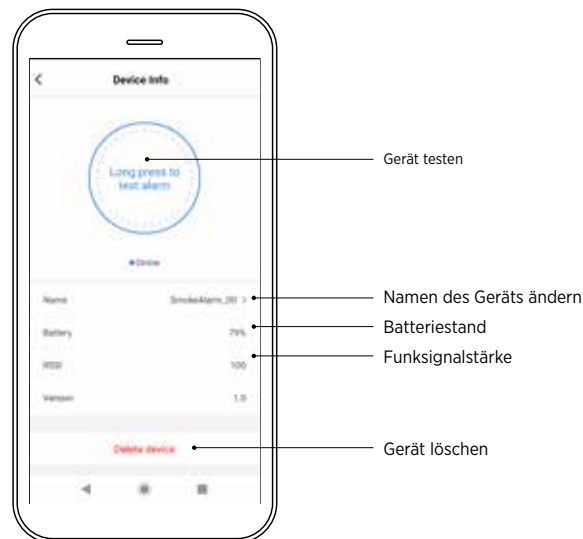 Device Info
Long press to
test alarm
Gerät testen
Online
Name SmokeAlarm_00 >
Namen des Geräts ändern
Battery 79%
Batteriestand
RSSI 100
Funksignalstärke
Version 1.0
Delete device
Gerät löschen